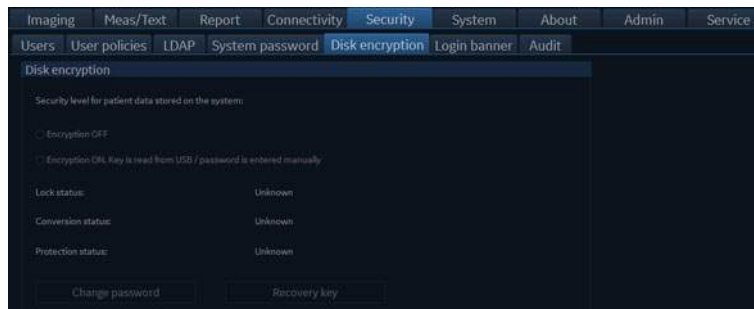 Imaging Meas/Text Report Connectivity Security System About Admin Service
Users User policies LDAP System password Disk encryption Login banner Audit
Disk encryption
Security level for patient data stored on the system:
Encryption OFF
Encryption ON. Key is read from USB / password is entered manually
Lock status: Unknown
Conversion status: Unknown
Protection status: Unknown
Change password Recovery key